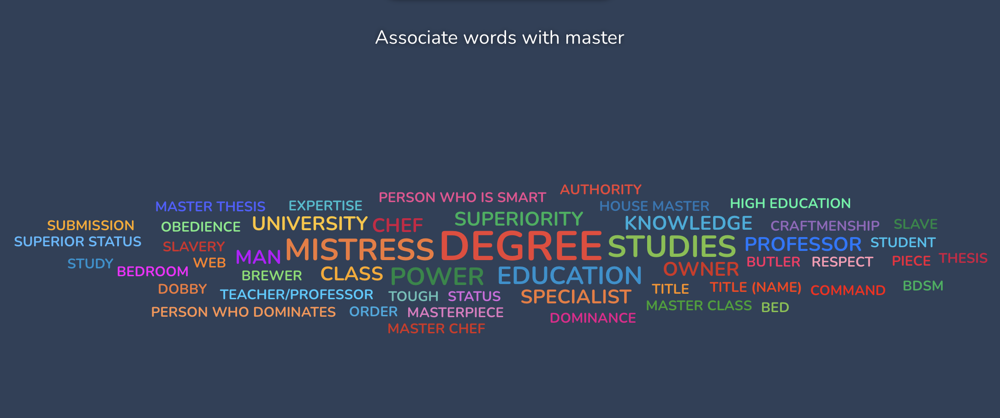 Associate words with master
AUTHORITY
PERSON WHO IS SMART
MASTER THESIS EXPERTISE HOUSE MASTER HIGH EDUCATION
SUBMISSION OBEDIENCE UNIVERSITY CHEF SUPERIORITY KNOWLEDGE CRAFTMENSHIP SLAVE
SUPERIOR STATUS SLAVERY MISTRESS DEGREE STUDIES PROFESSOR STUDENT
STUDY WEB MAN BUTLER RESPECT PIECE THESIS
BEDROOM BREWER CLASS POWER EDUCATION OWNER
DOBBY TEACHER/PROFESSOR TOUGH STATUS SPECIALIST TITLE TITLE (NAME) COMMAND BDSM
PERSON WHO DOMINATES ORDER MASTERPIECE MASTER CLASS BED
DOMINANCE
MASTER CHEF